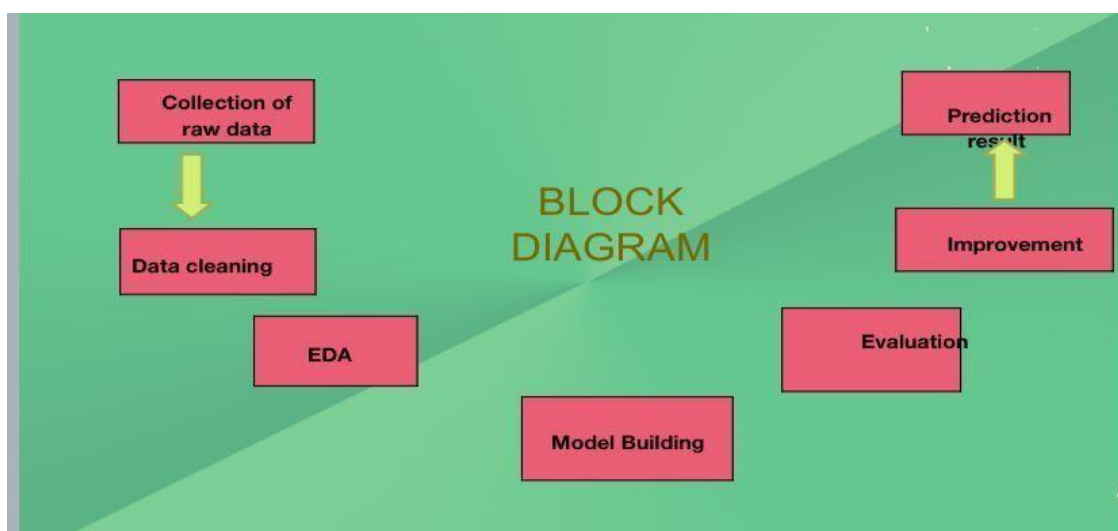 Collection of
raw data
Data cleaning
EDA
Model Building
Evaluation
Improvement
Prediction
result
BLOCK
DIAGRAM